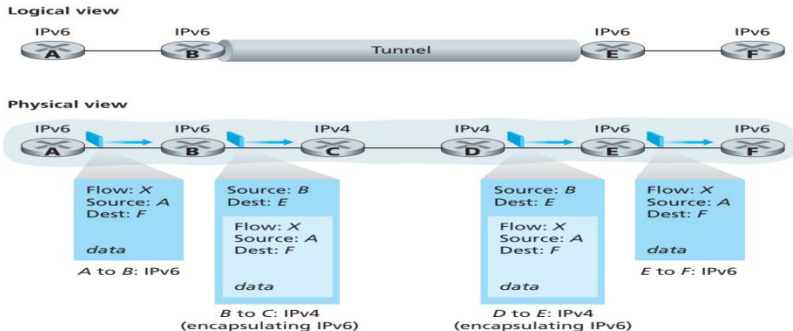 Logical view
IPv6 IPv6 IPv6 IPv6
A B Tunnel E F
Physical view
IPv6 IPv6 IPv4 IPv4 IPv6 IPv6
A B C D E F
Flow: X
Source: A
Dest: F
data
A to B: IPv6
Source: B
Dest: E
Flow: X
Source: A
Dest: F
data
B to C: IPv4
(encapsulating IPv6)
Source: B
Dest: E
Flow: X
Source: A
Dest: F
data
D to E: IPv4
(encapsulating IPv6)
Flow: X
Source: A
Dest: F
data
E to F: IPv6